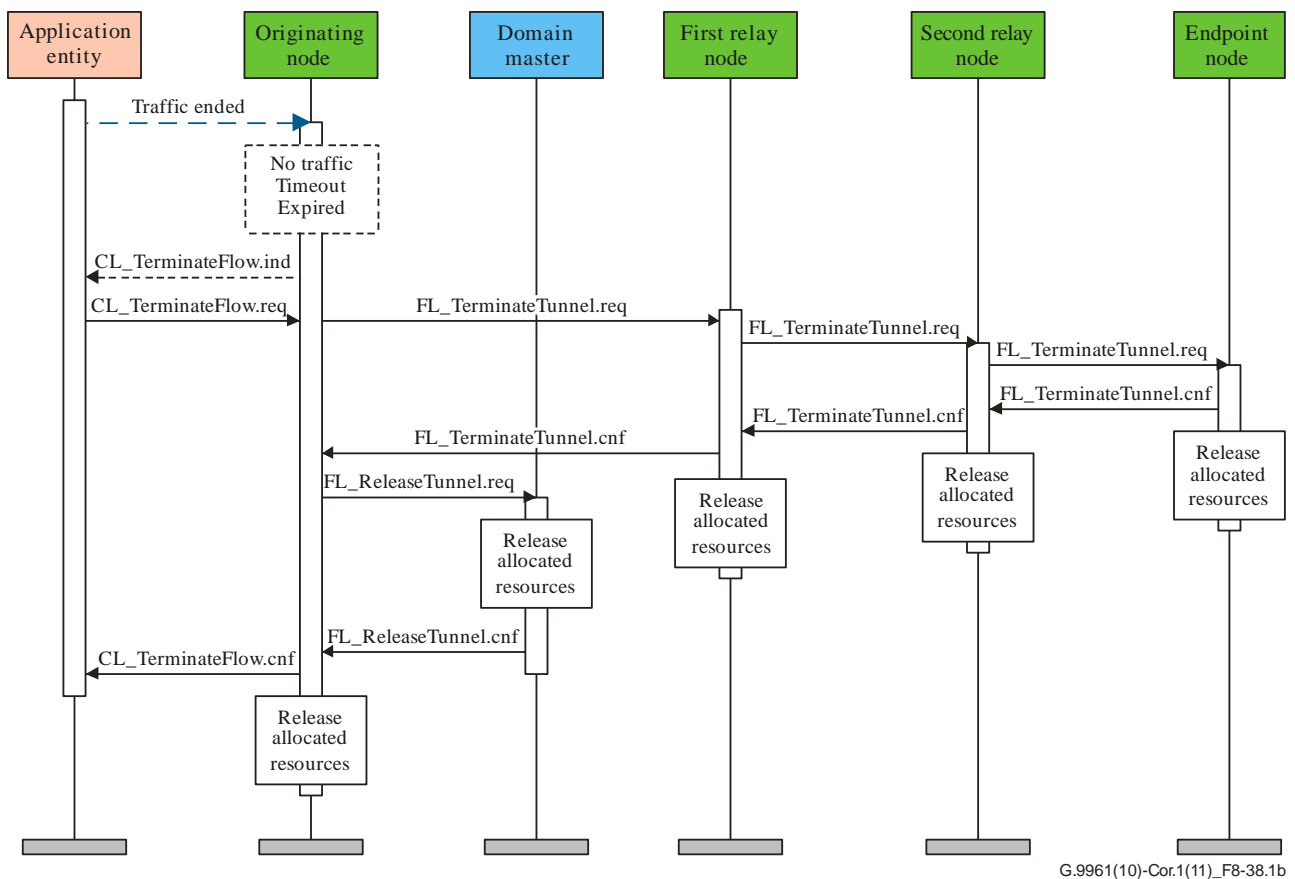 Application
entity
Originating
node
Domain
master
First relay
node
Second relay
node
Endpoint
node
Traffic ended
No traffic
Timeout
Expired
CL_TerminateFlow.ind
CL_TerminateFlow.req
FL_TerminateTunnel.req
FL_TerminateTunnel.req
FL_TerminateTunnel.req
FL_TerminateTunnel.cnf
FL_TerminateTunnel.cnf
FL_TerminateTunnel.cnf
Release
allocated
resources
Release
allocated
resources
FL_ReleaseTunnel.req
Release
allocated
resources
Release
allocated
resources
FL_ReleaseTunnel.cnf
CL_TerminateFlow.cnf
Release
allocated
resources
G.9961(10)-Cor.1(11)_F8-38.1b